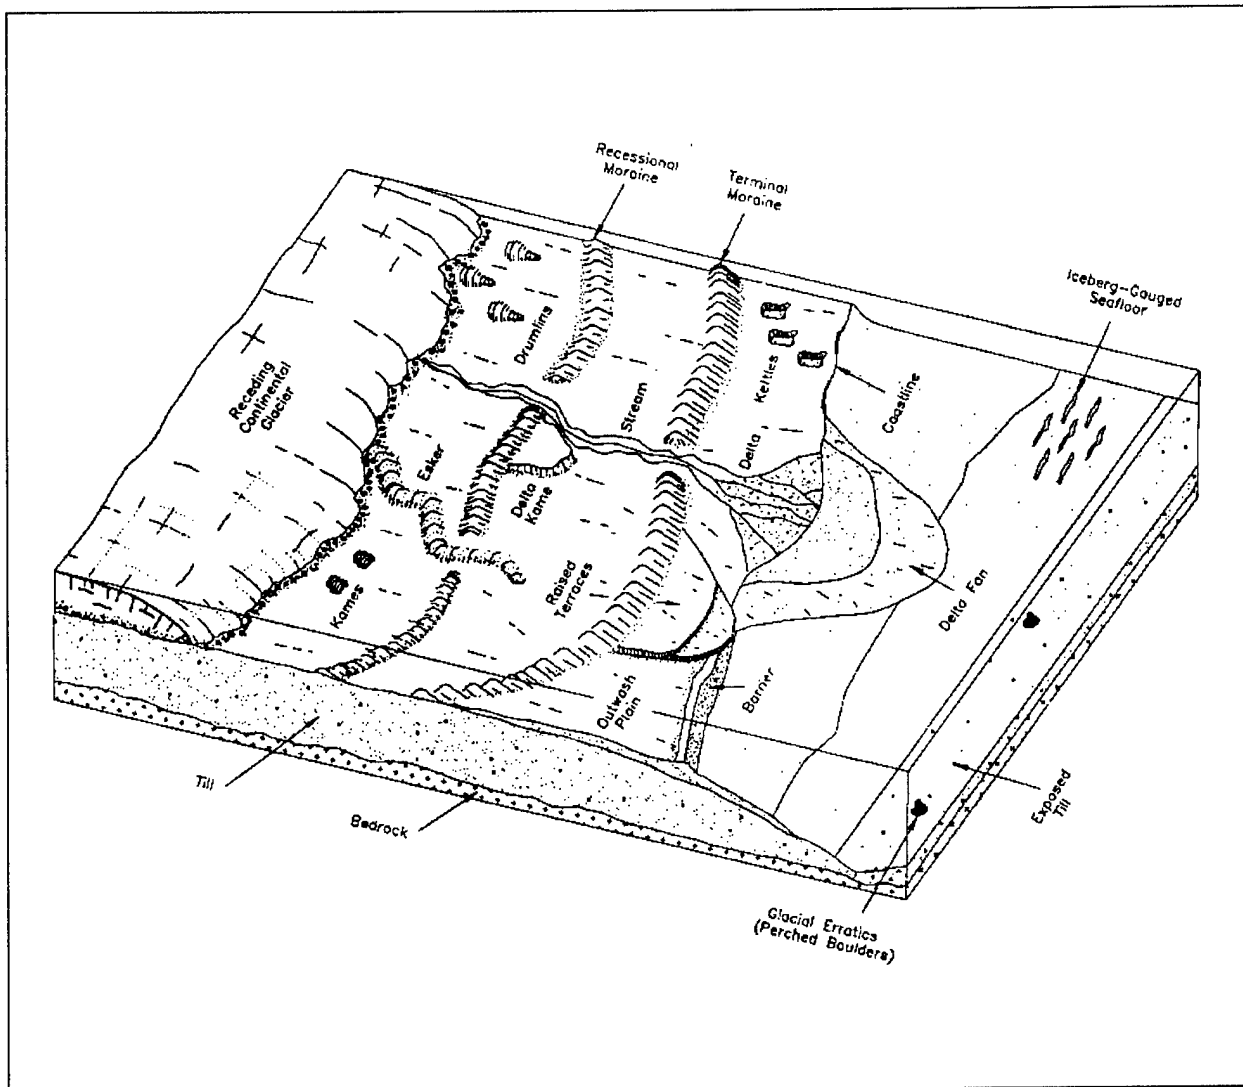 Recessional
Moraine
Terminal
Moraine
Iceberg-Gouged
Seafloor
Receding
Continental
Glacier
Drumlins
Stream
Kettles
Coastline
Esker
Delta
Kame
Delta
Delta Fan
Kames
Raised
Terraces
Outwash
Plain
Barrier
Till
Bedrock
Exposed
Till
Glacial Erratics
(Perched Boulders)